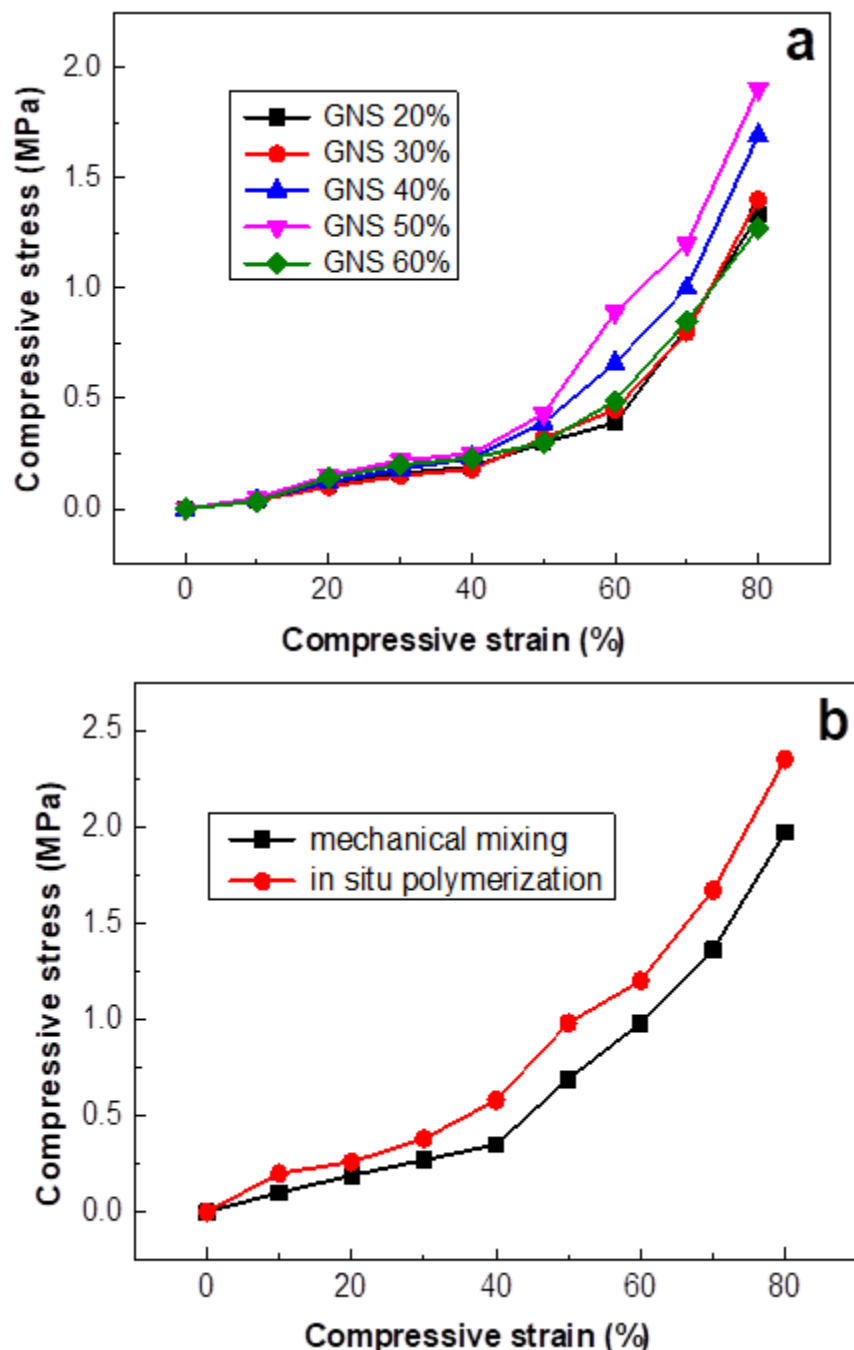 a
Compressive stress (MPa)
2.0
1.5
1.0
0.5
0.0
GNS 20%
GNS 30%
GNS 40%
GNS 50%
GNS 60%
0 20 40 60 80
Compressive strain (%)
b
Compressive stress (MPa)
2.5
2.0
1.5
1.0
0.5
0.0
mechanical mixing
in situ polymerization
0 20 40 60 80
Compressive strain (%)